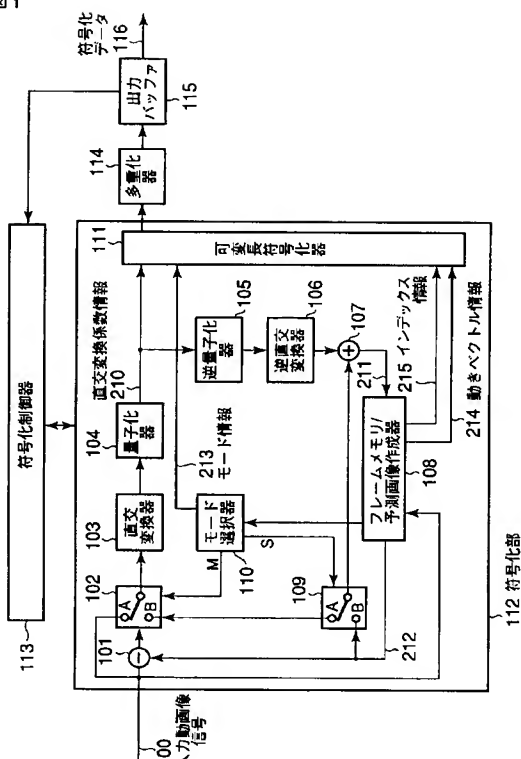 図1
符号化制御器
113
符号化
データ
116
出力
バッファ
115
多重化
器
114
111
可変長符号化器
直交変換係数情報
210
104
量子化器
103
直交
変換器
102
A
B
101
−
00
入力動画像
信号
逆量子化
器
105
逆直交
変換器
106
107
+
211
213
モード情報
モード
選択器
110
M
S
109
A
B
フレームメモリ/
予測画像作成器
108
212
215 インデックス
情報
214 動きベクトル情報
112 符号化部